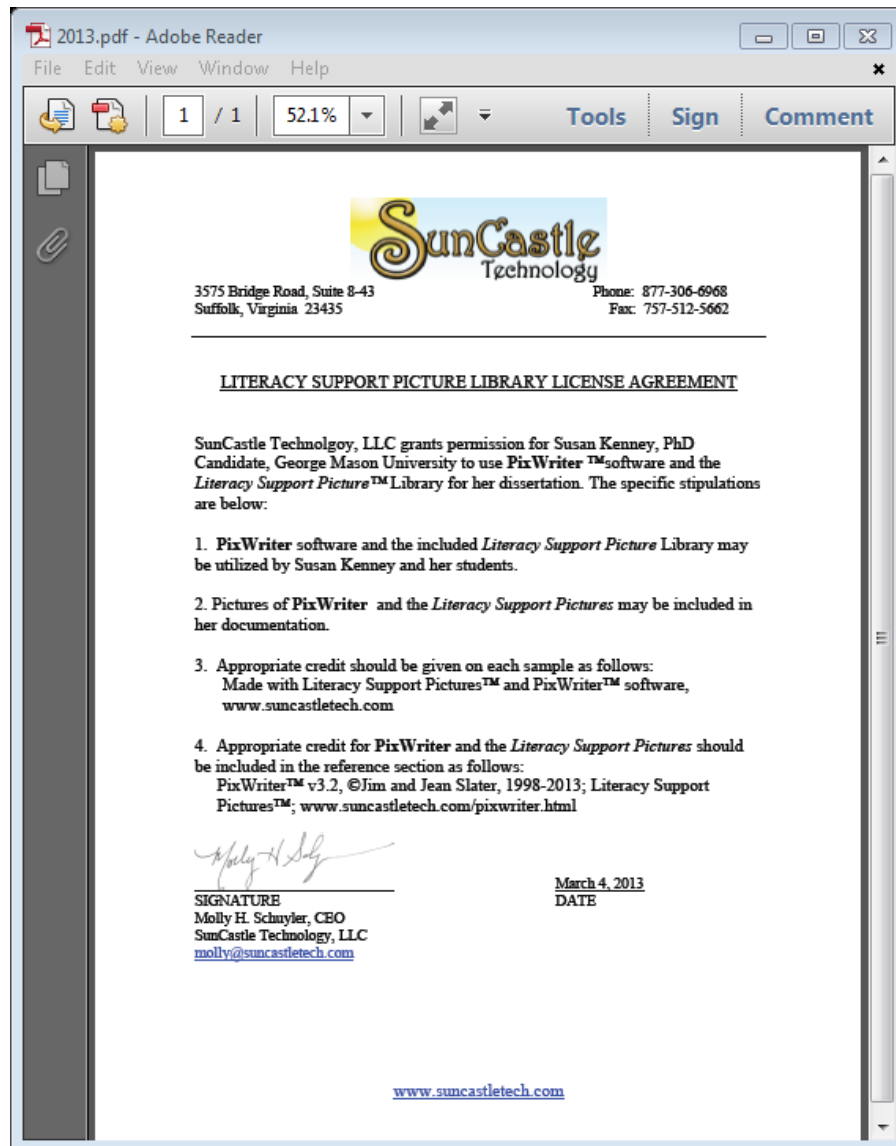 2013.pdf - Adobe Reader
File Edit View Window Help
1 / 1 52.1% Tools Sign Comment
SunCastle
Technology
3575 Bridge Road, Suite 8-43 Phone: 877-306-6968
Suffolk, Virginia 23435 Fax: 757-512-5662
LITERACY SUPPORT PICTURE LIBRARY LICENSE AGREEMENT
SunCastle Technolgoy, LLC grants permission for Susan Kenney, PhD
Candidate, George Mason University to use PixWriter ™software and the
Literacy Support Picture™ Library for her dissertation. The specific stipulations
are below:
1. PixWriter software and the included Literacy Support Picture Library may
be utilized by Susan Kenney and her students.
2. Pictures of PixWriter and the Literacy Support Pictures may be included in
her documentation.
3. Appropriate credit should be given on each sample as follows:
Made with Literacy Support Pictures™ and PixWriter™ software,
www.suncastletech.com
4. Appropriate credit for PixWriter and the Literacy Support Pictures should
be included in the reference section as follows:
PixWriter™ v3.2, ©Jim and Jean Slater, 1998-2013; Literacy Support
Pictures™; www.suncastletech.com/pixwriter.html
March 4, 2013
SIGNATURE DATE
Molly H. Schuyler, CEO
SunCastle Technology, LLC
molly@suncastletech.com
www.suncastletech.com